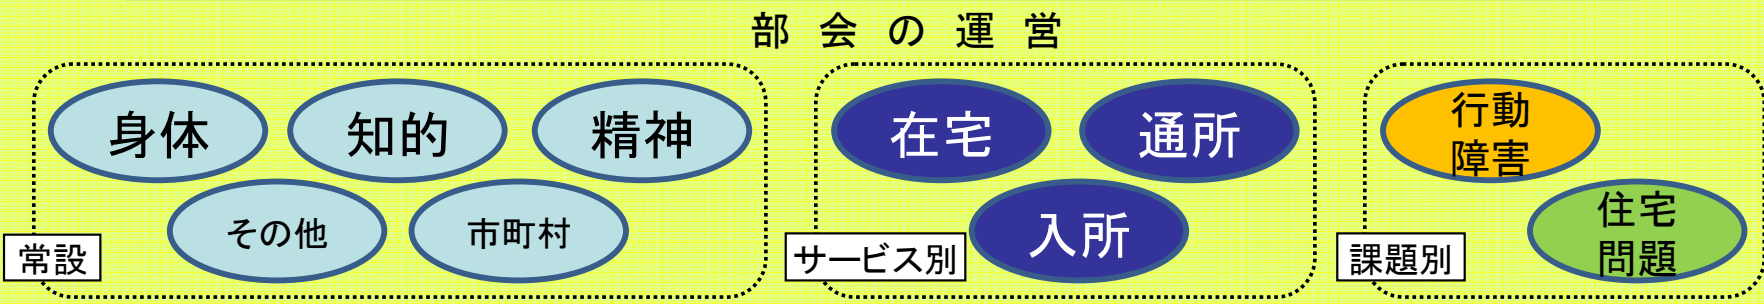 部会の運営
身体
知的
精神
その他
市町村
常設
在宅
通所
入所
サービス別
行動
障害
住宅
問題
課題別